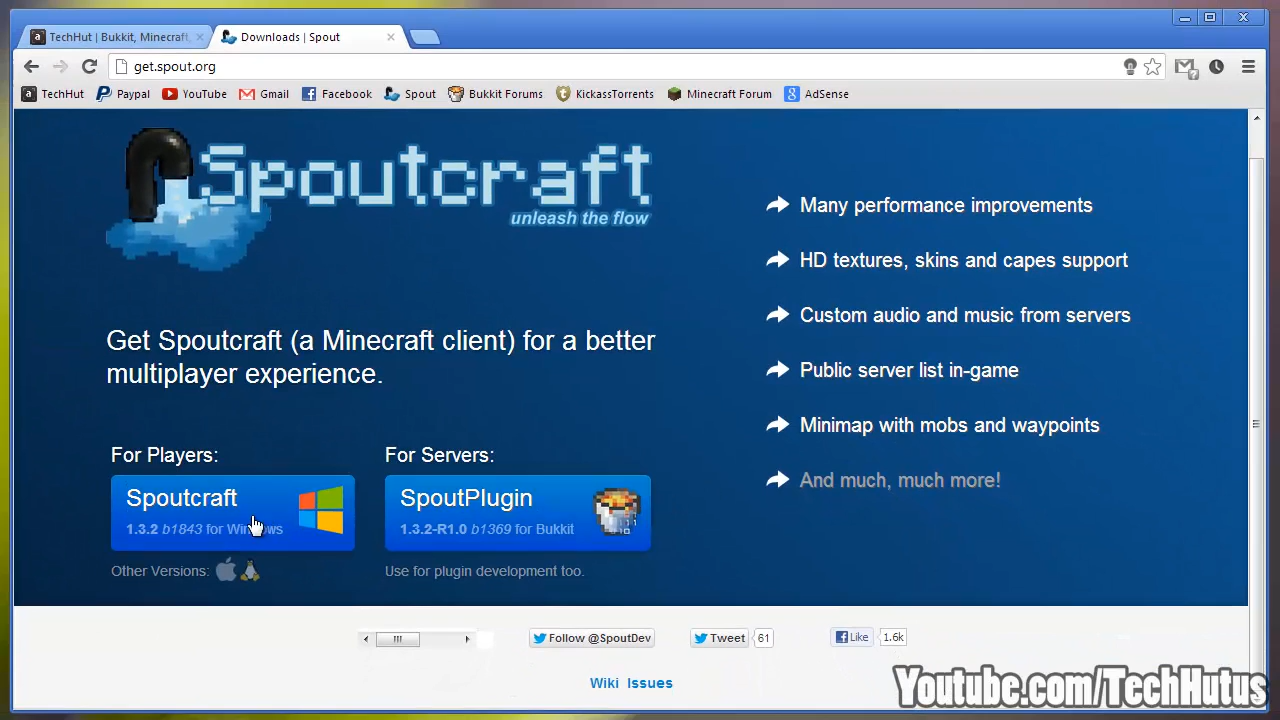 TechHut | Bukkit, Minecraft,
Downloads | Spout
get.spout.org
TechHut
Paypal
YouTube
Gmail
Facebook
Spout
Bukkit Forums
KickassTorrents
Minecraft Forum
AdSense
Spoutcraft
unleash the flow
Get Spoutcraft (a Minecraft client) for a better
multiplayer experience.
Many performance improvements
HD textures, skins and capes support
Custom audio and music from servers
Public server list in-game
Minimap with mobs and waypoints
And much, much more!
For Players:
Spoutcraft
1.3.2 b1843 for Windows
Other Versions:
For Servers:
SpoutPlugin
1.3.2-R1.0 b1369 for Bukkit
Use for plugin development too.
Follow @SpoutDev
Tweet
61
Like
1.6k
Wiki Issues
Youtube.com/TechHutus